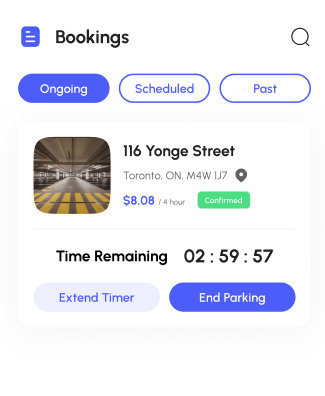 Bookings
Ongoing
Scheduled
Past
116 Yonge Street
Toronto, ON, M4W 1J7
$8.08 / 4 hour
Confirmed
Time Remaining 02 : 59 : 57
Extend Timer
End Parking